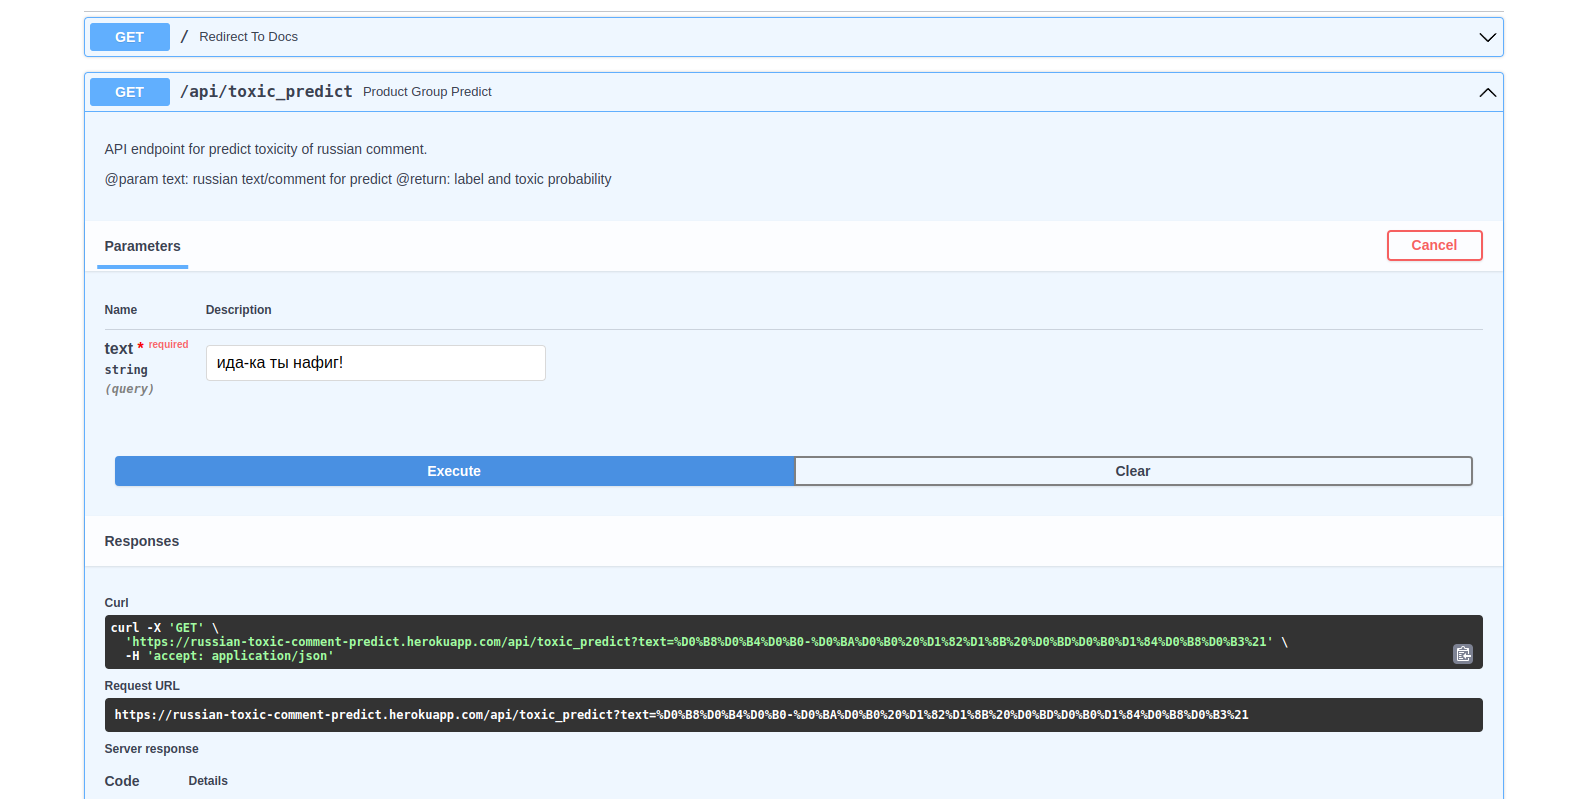 GET / Redirect To Docs
GET /api/toxic_predict Product Group Predict
API endpoint for predict toxicity of russian comment.
@param text: russian text/comment for predict @return: label and toxic probability
Parameters
Cancel
Name Description
text * required
string
(query)
ида-ка ты нафиг!
Execute
Clear
Responses
Curl
curl -X 'GET' \
'https://russian-toxic-comment-predict.herokuapp.com/api/toxic_predict?text=%D0%B8%D0%B4%D0%B0-%D0%BA%D0%B0%20%D1%82%D1%8B%20%D0%BD%D0%B0%D1%84%D0%B8%D0%B3%21' \
-H 'accept: application/json'
Request URL
https://russian-toxic-comment-predict.herokuapp.com/api/toxic_predict?text=%D0%B8%D0%B4%D0%B0-%D0%BA%D0%B0%20%D1%82%D1%8B%20%D0%BD%D0%B0%D1%84%D0%B8%D0%B3%21
Server response
Code Details